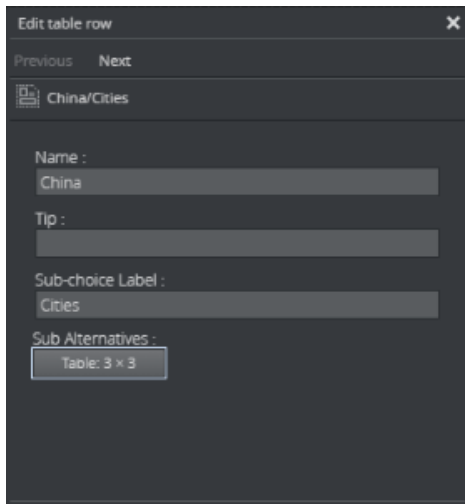 Edit table row
Previous Next
China/Cities
Name :
China
Tip :
Sub-choice Label :
Cities
Sub Alternatives :
Table: 3 × 3